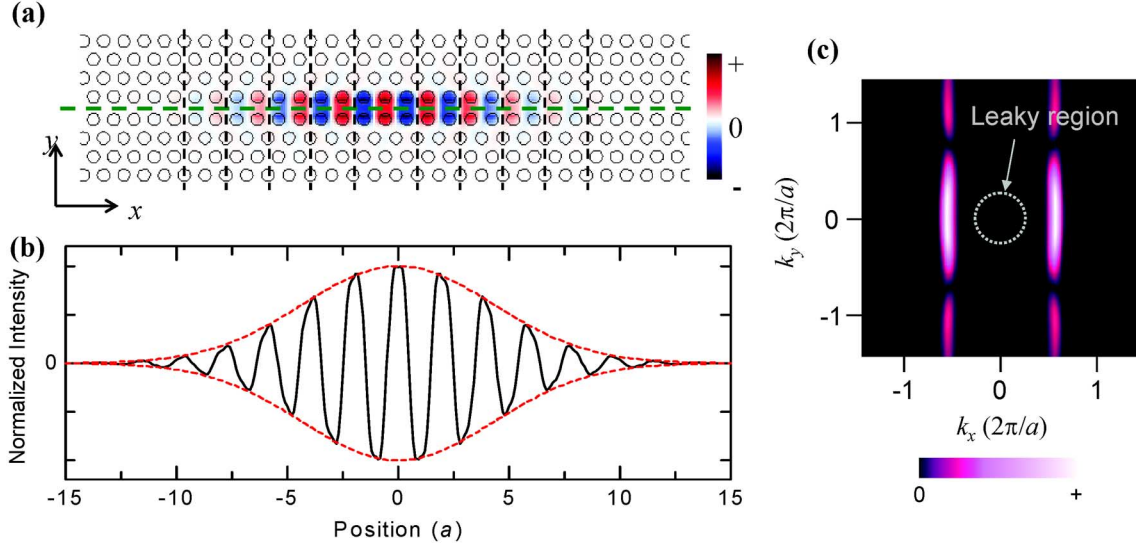 (a)
+
0
-
y
x
(b)
Normalized Intensity
0
-15
-10
-5
0
5
10
15
Position (a)
(c)
Leaky region
1
0
-1
k_y (2π/a)
-1
0
1
k_x (2π/a)
0
+